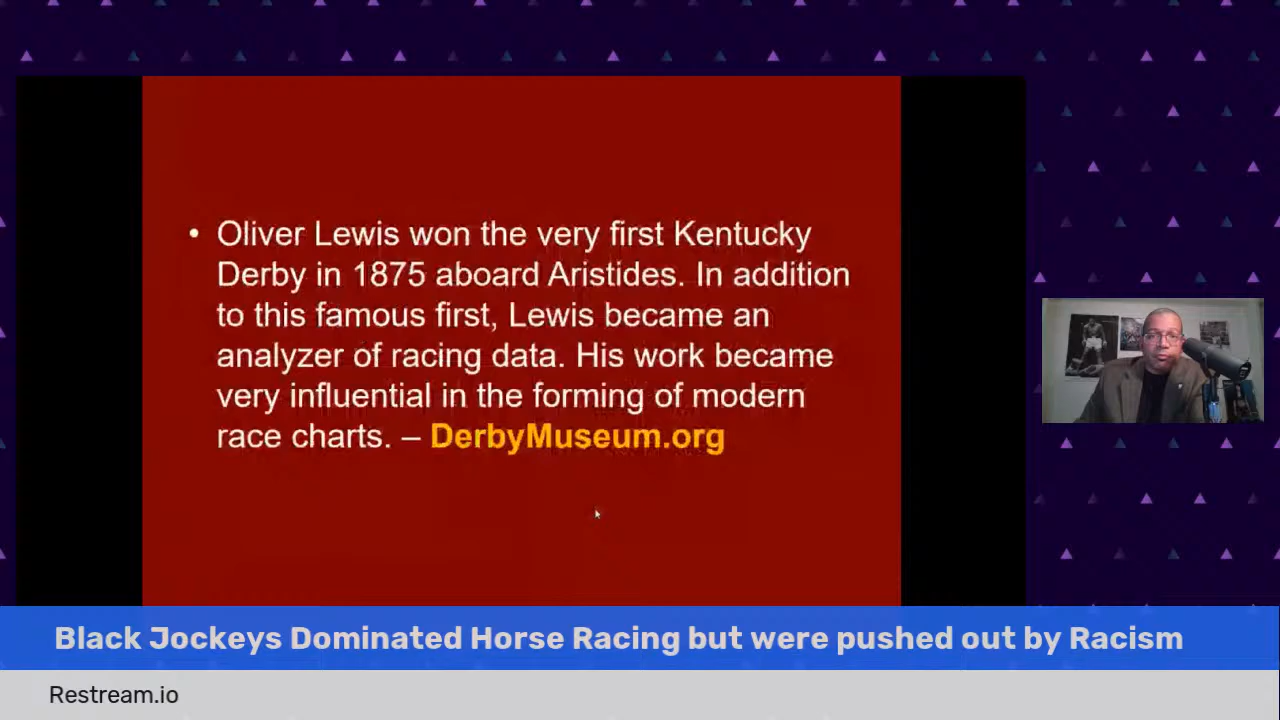 • Oliver Lewis won the very first Kentucky
Derby in 1875 aboard Aristides. In addition
to this famous first, Lewis became an
analyzer of racing data. His work became
very influential in the forming of modern
race charts. – DerbyMuseum.org
Black Jockeys Dominated Horse Racing but were pushed out by Racism
Restream.io